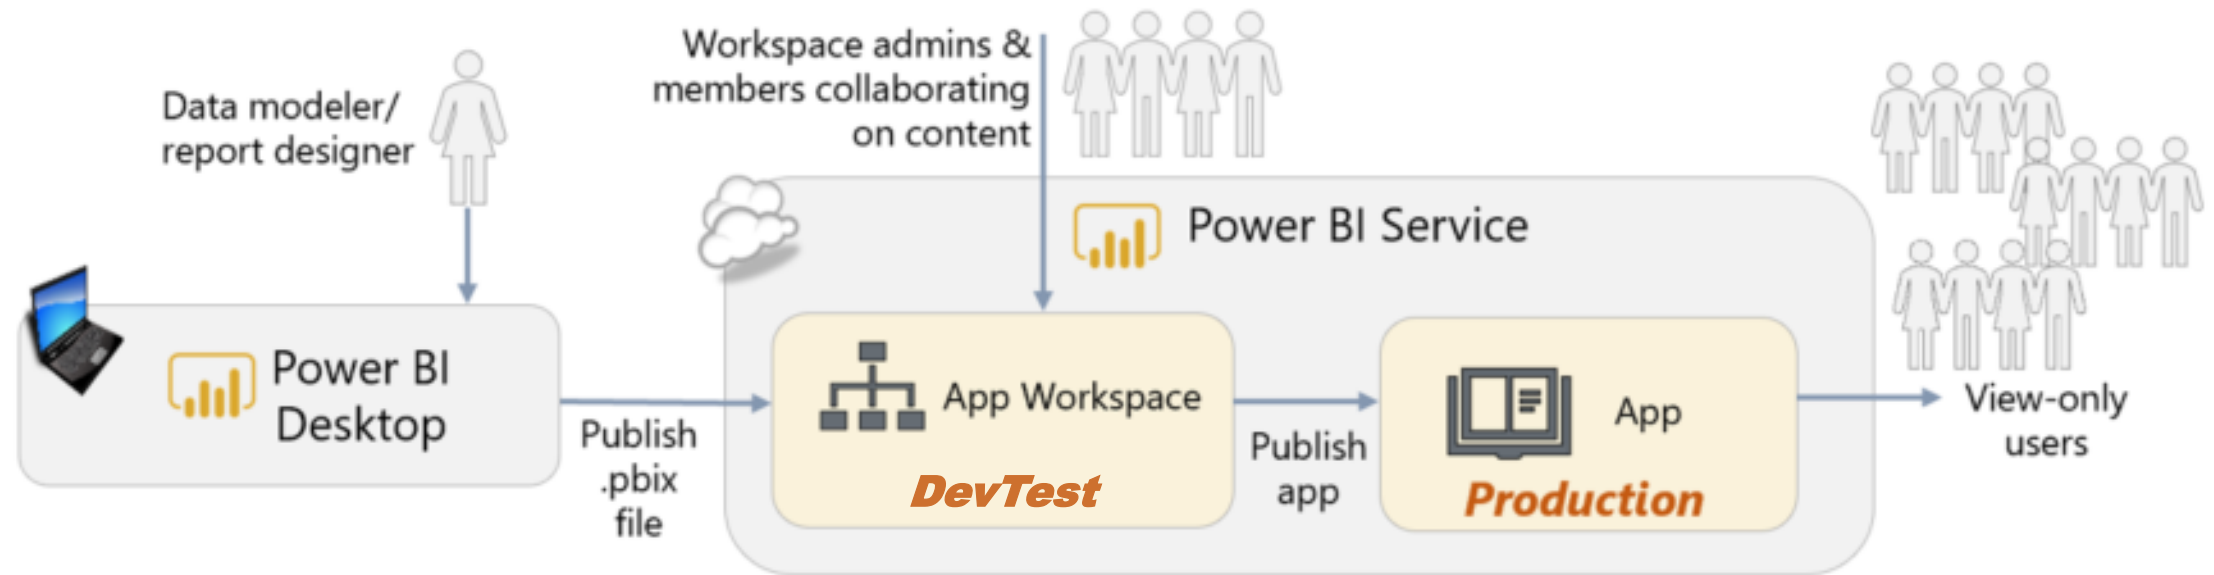 Data modeler/
report designer
Workspace admins &
members collaborating
on content
Power BI Service
Power BI
Desktop
Publish
.pbix
file
App Workspace
DevTest
Publish
app
App
Production
View-only
users